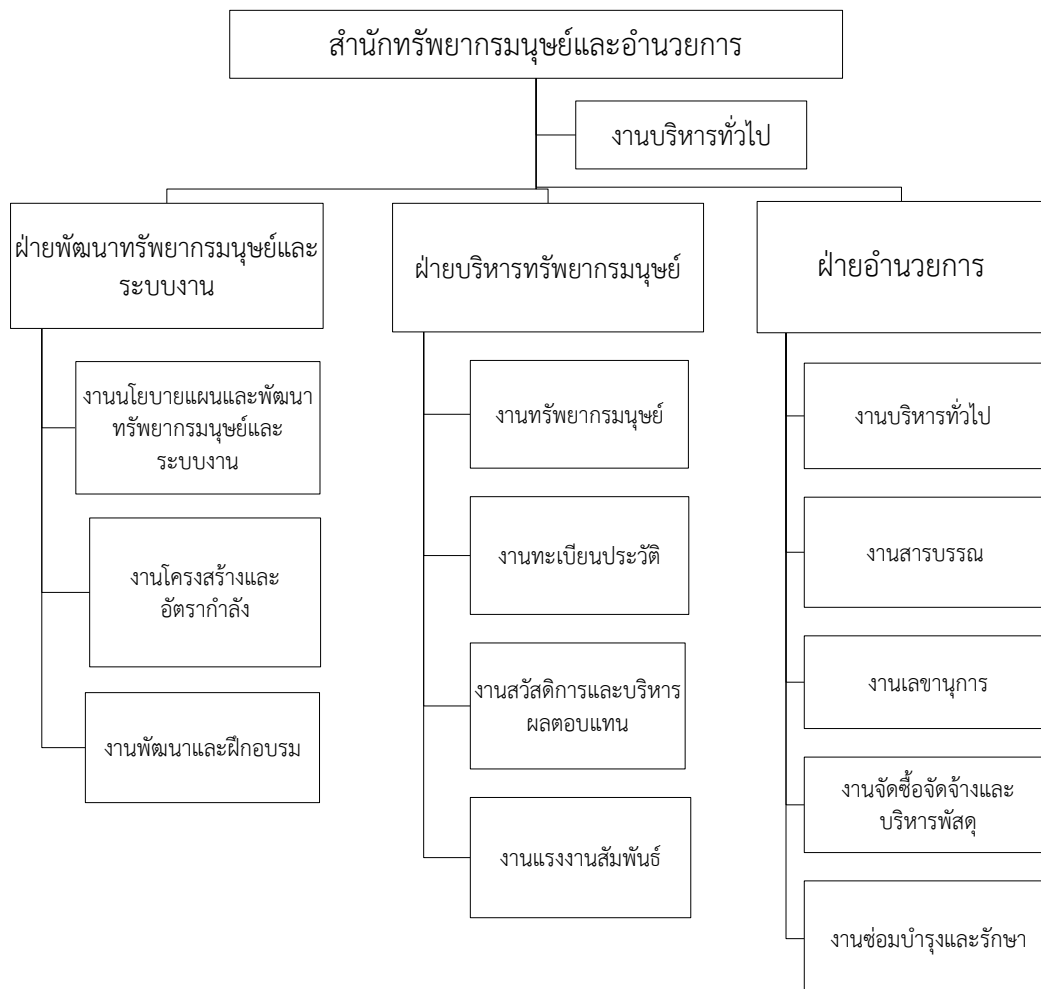 สำนักทรัพยากรมนุษย์และอำนวยการ
งานบริหารทั่วไป
ฝ่ายพัฒนาทรัพยากรมนุษย์และ
ระบบงาน
งานนโยบายแผนและพัฒนา
ทรัพยากรมนุษย์และ
ระบบงาน
งานโครงสร้างและ
อัตรากำลัง
งานพัฒนาและฝึกอบรม
ฝ่ายบริหารทรัพยากรมนุษย์
งานทรัพยากรมนุษย์
งานทะเบียนประวัติ
งานสวัสดิการและบริหาร
ผลตอบแทน
งานแรงงานสัมพันธ์
ฝ่ายอำนวยการ
งานบริหารทั่วไป
งานสารบรรณ
งานเลขานุการ
งานจัดซื้อจัดจ้างและ
บริหารพัสดุ
งานซ่อมบำรุงและรักษา